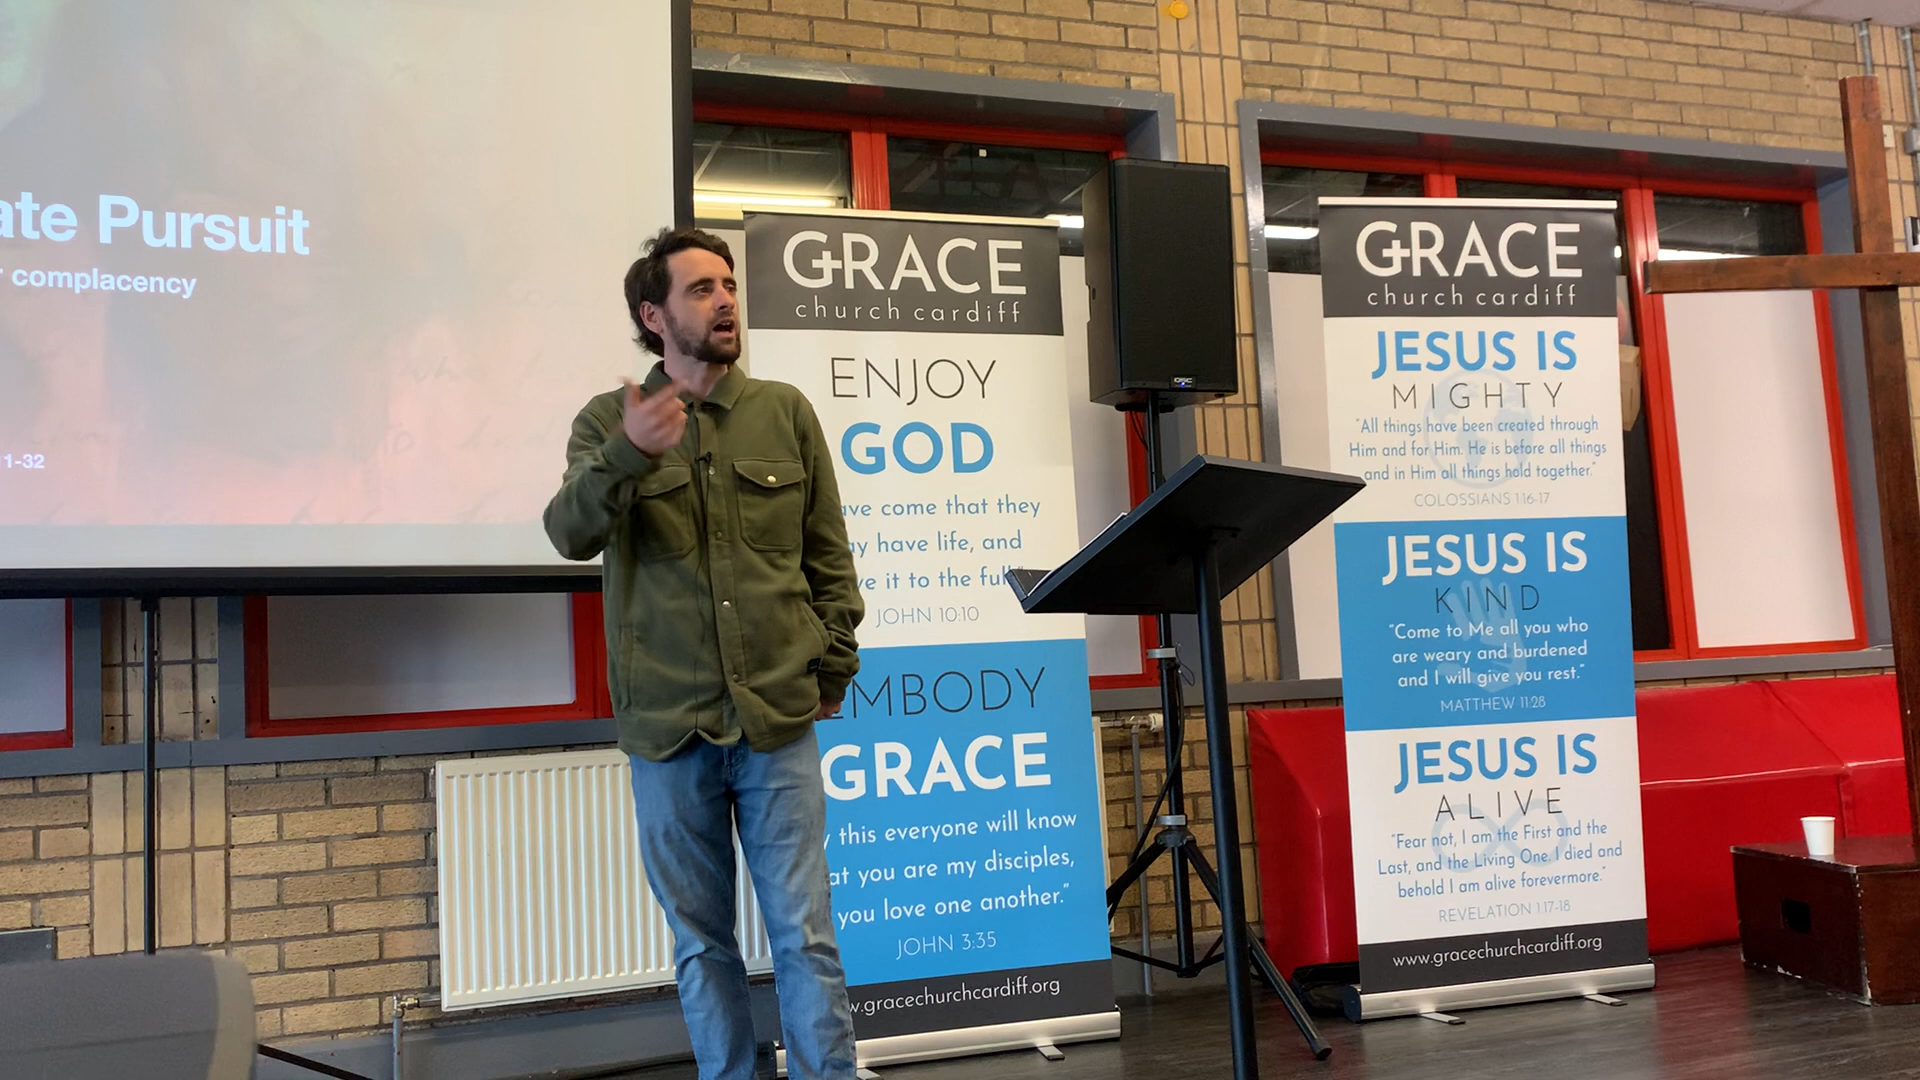 ate Pursuit
r complacency
11-32
GRACE
church cardiff
ENJOY
GOD
ave come that they
ay have life, and
ve it to the full"
JOHN 10:10
EMBODY
GRACE
y this everyone will know
at you are my disciples,
you love one another."
JOHN 3:35
w.gracechurchcardiff.org
QSC
GRACE
church cardiff
JESUS IS
MIGHTY
"All things have been created through
Him and for Him. He is before all things
and in Him all things hold together."
COLOSSIANS 1:16-17
JESUS IS
KIND
"Come to Me all you who
are weary and burdened
and I will give you rest."
MATTHEW 11:28
JESUS IS
ALIVE
"Fear not, I am the First and the
Last, and the Living One. I died and
behold I am alive forevermore."
REVELATION 1:17-18
www.gracechurchcardiff.org